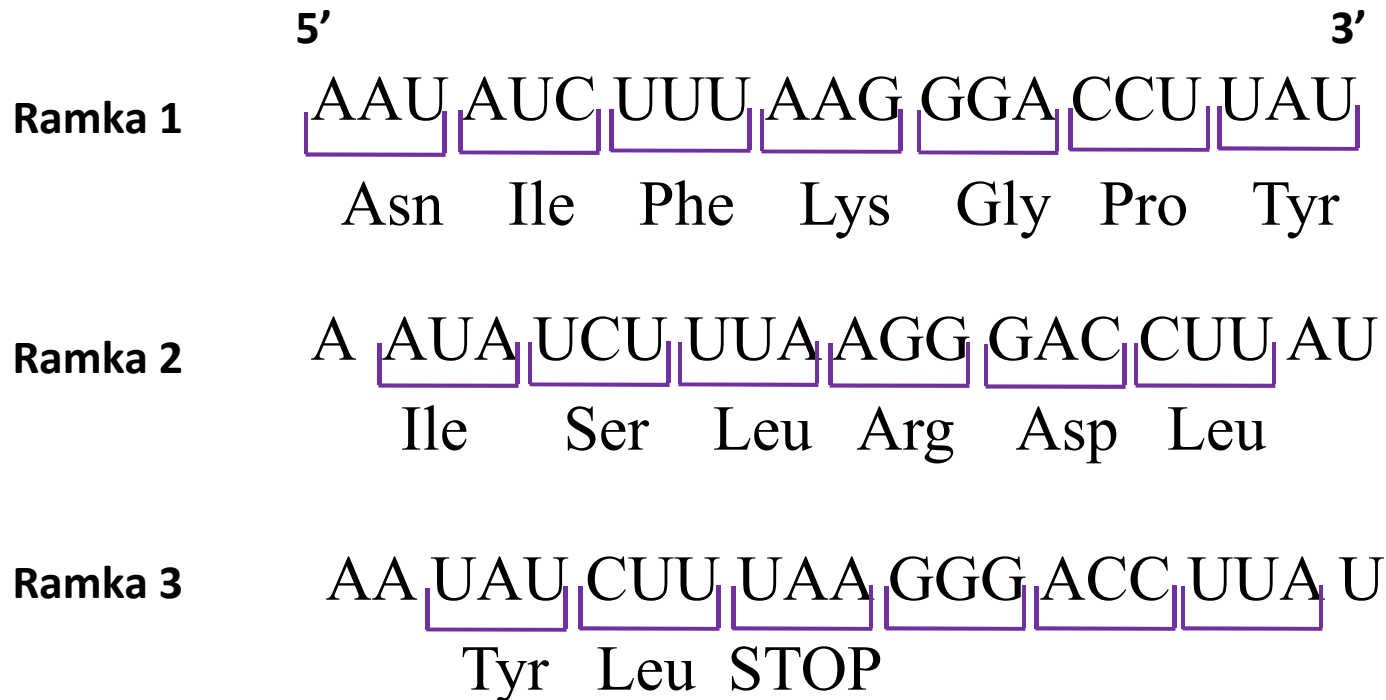 5’ 3’
Ramka 1 AAU AUC UUU AAG GGA CCU UAU
Asn Ile Phe Lys Gly Pro Tyr
Ramka 2 A AUA UCU UUA AGG GAC CUU AU
Ile Ser Leu Arg Asp Leu
Ramka 3 AA UAU CUU UAA GGG ACC UUA U
Tyr Leu STOP